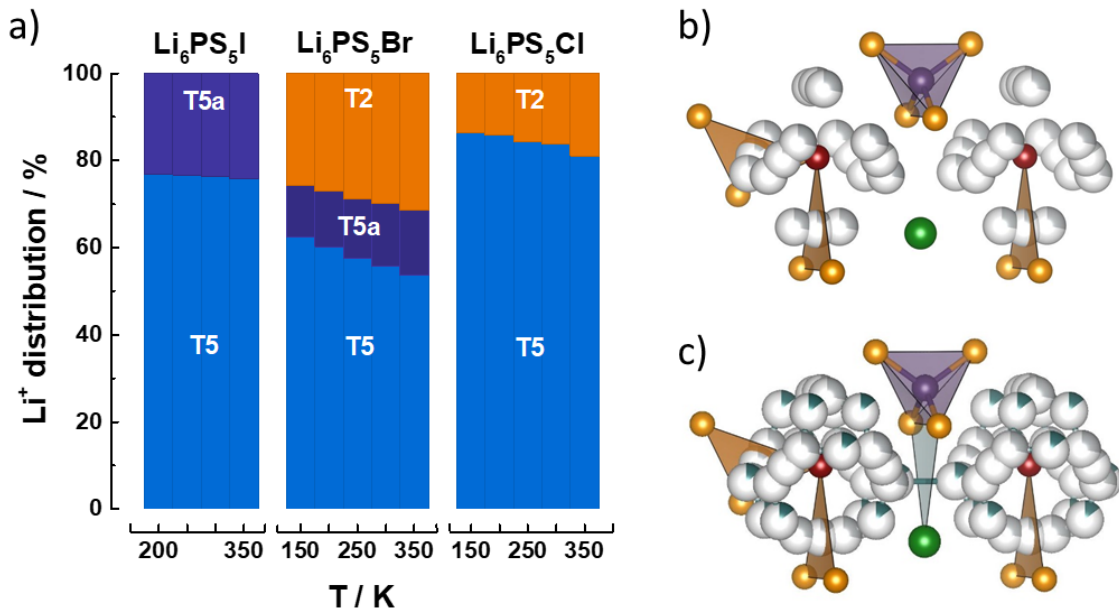 a)
Li₆PS₅I Li₆PS₅Br Li₆PS₅Cl
100
80
60
40
20
0
Li⁺ distribution / %
T5a
T5
T2
T5a
T5
T2
T5
200 350 150 250 350 150 250 350
T / K
b)
c)